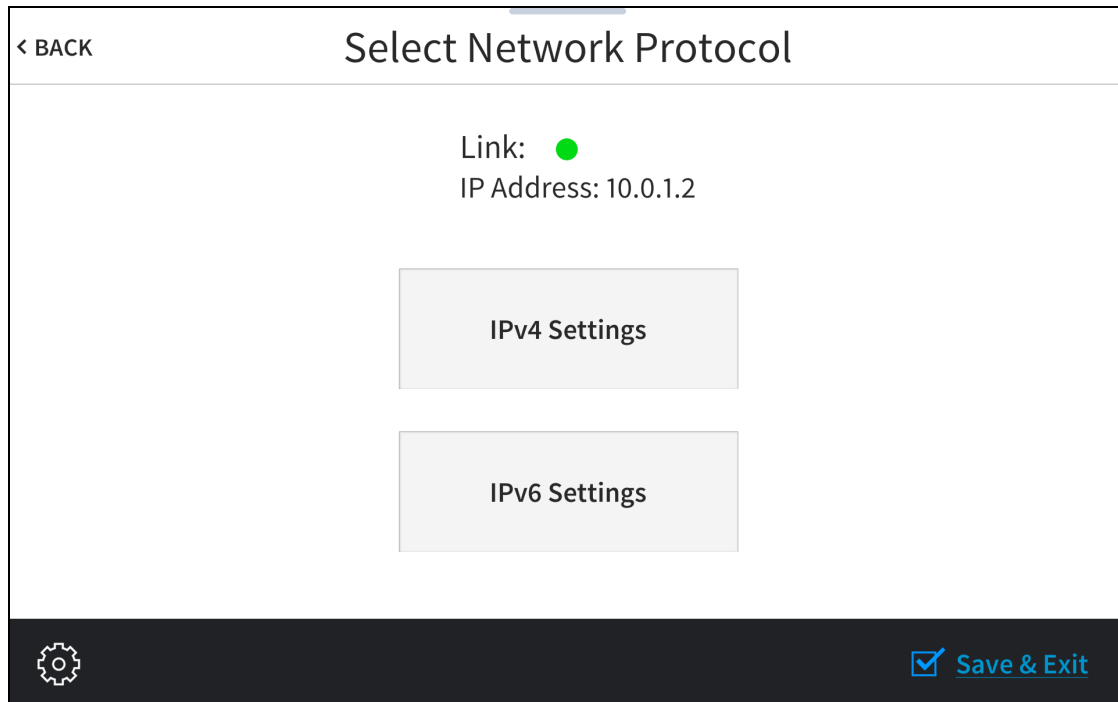 < BACK
Select Network Protocol
Link:
IP Address: 10.0.1.2
IPv4 Settings
IPv6 Settings
Save & Exit